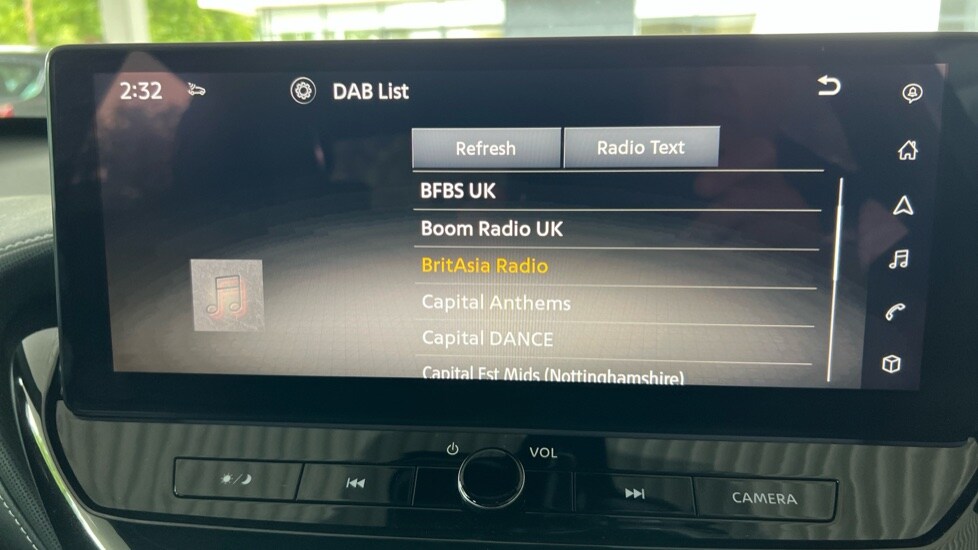 2:32
DAB List
Refresh
Radio Text
BFBS UK
Boom Radio UK
BritAsia Radio
Capital Anthems
Capital DANCE
Capital Est Mids (Nottinghamshire)
VOL
CAMERA